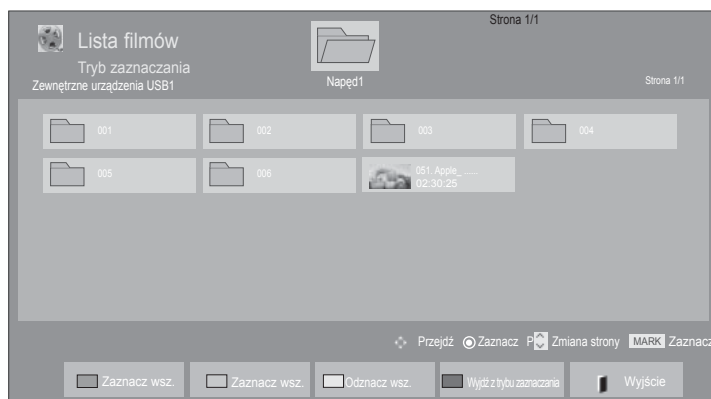 Strona 1/1
Lista filmów
Tryb zaznaczania
Zewnętrzne urządzenia USB1
Napęd1
Strona 1/1
001
002
003
004
005
006
051. Apple_ ......
02:30:25
Przejdź Zaznacz P Zmiana strony MARK Zaznacz
Zaznacz wsz. Zaznacz wsz. Odznacz wsz. Wyjdź z trybu zaznaczania Wyjście